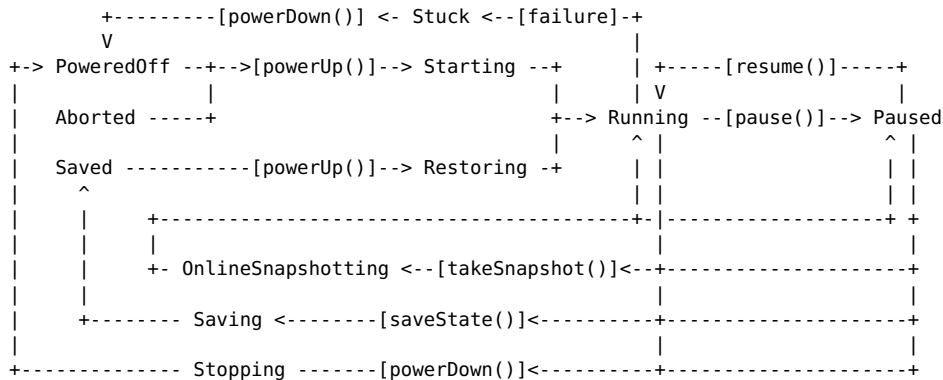 +---------[powerDown()] <- Stuck <--[failure]-+
V |
+-> PoweredOff --+-->[powerUp()]--> Starting --+ | +-----[resume()]-----+
| | | | V |
| Aborted -----+ +--> Running --[pause()]--> Paused
| | ^ | ^ |
| Saved -----------[powerUp()]--> Restoring -+ | | | |
| ^ | | | |
| | +-----------------------------------------+-|-------------------+ +
| | | | |
| | +- OnlineSnapshotting <--[takeSnapshot()]<--+---------------------+
| | | |
| +-------- Saving <--------[saveState()]<----------+---------------------+
| | |
+-------------- Stopping -------[powerDown()]<----------+---------------------+